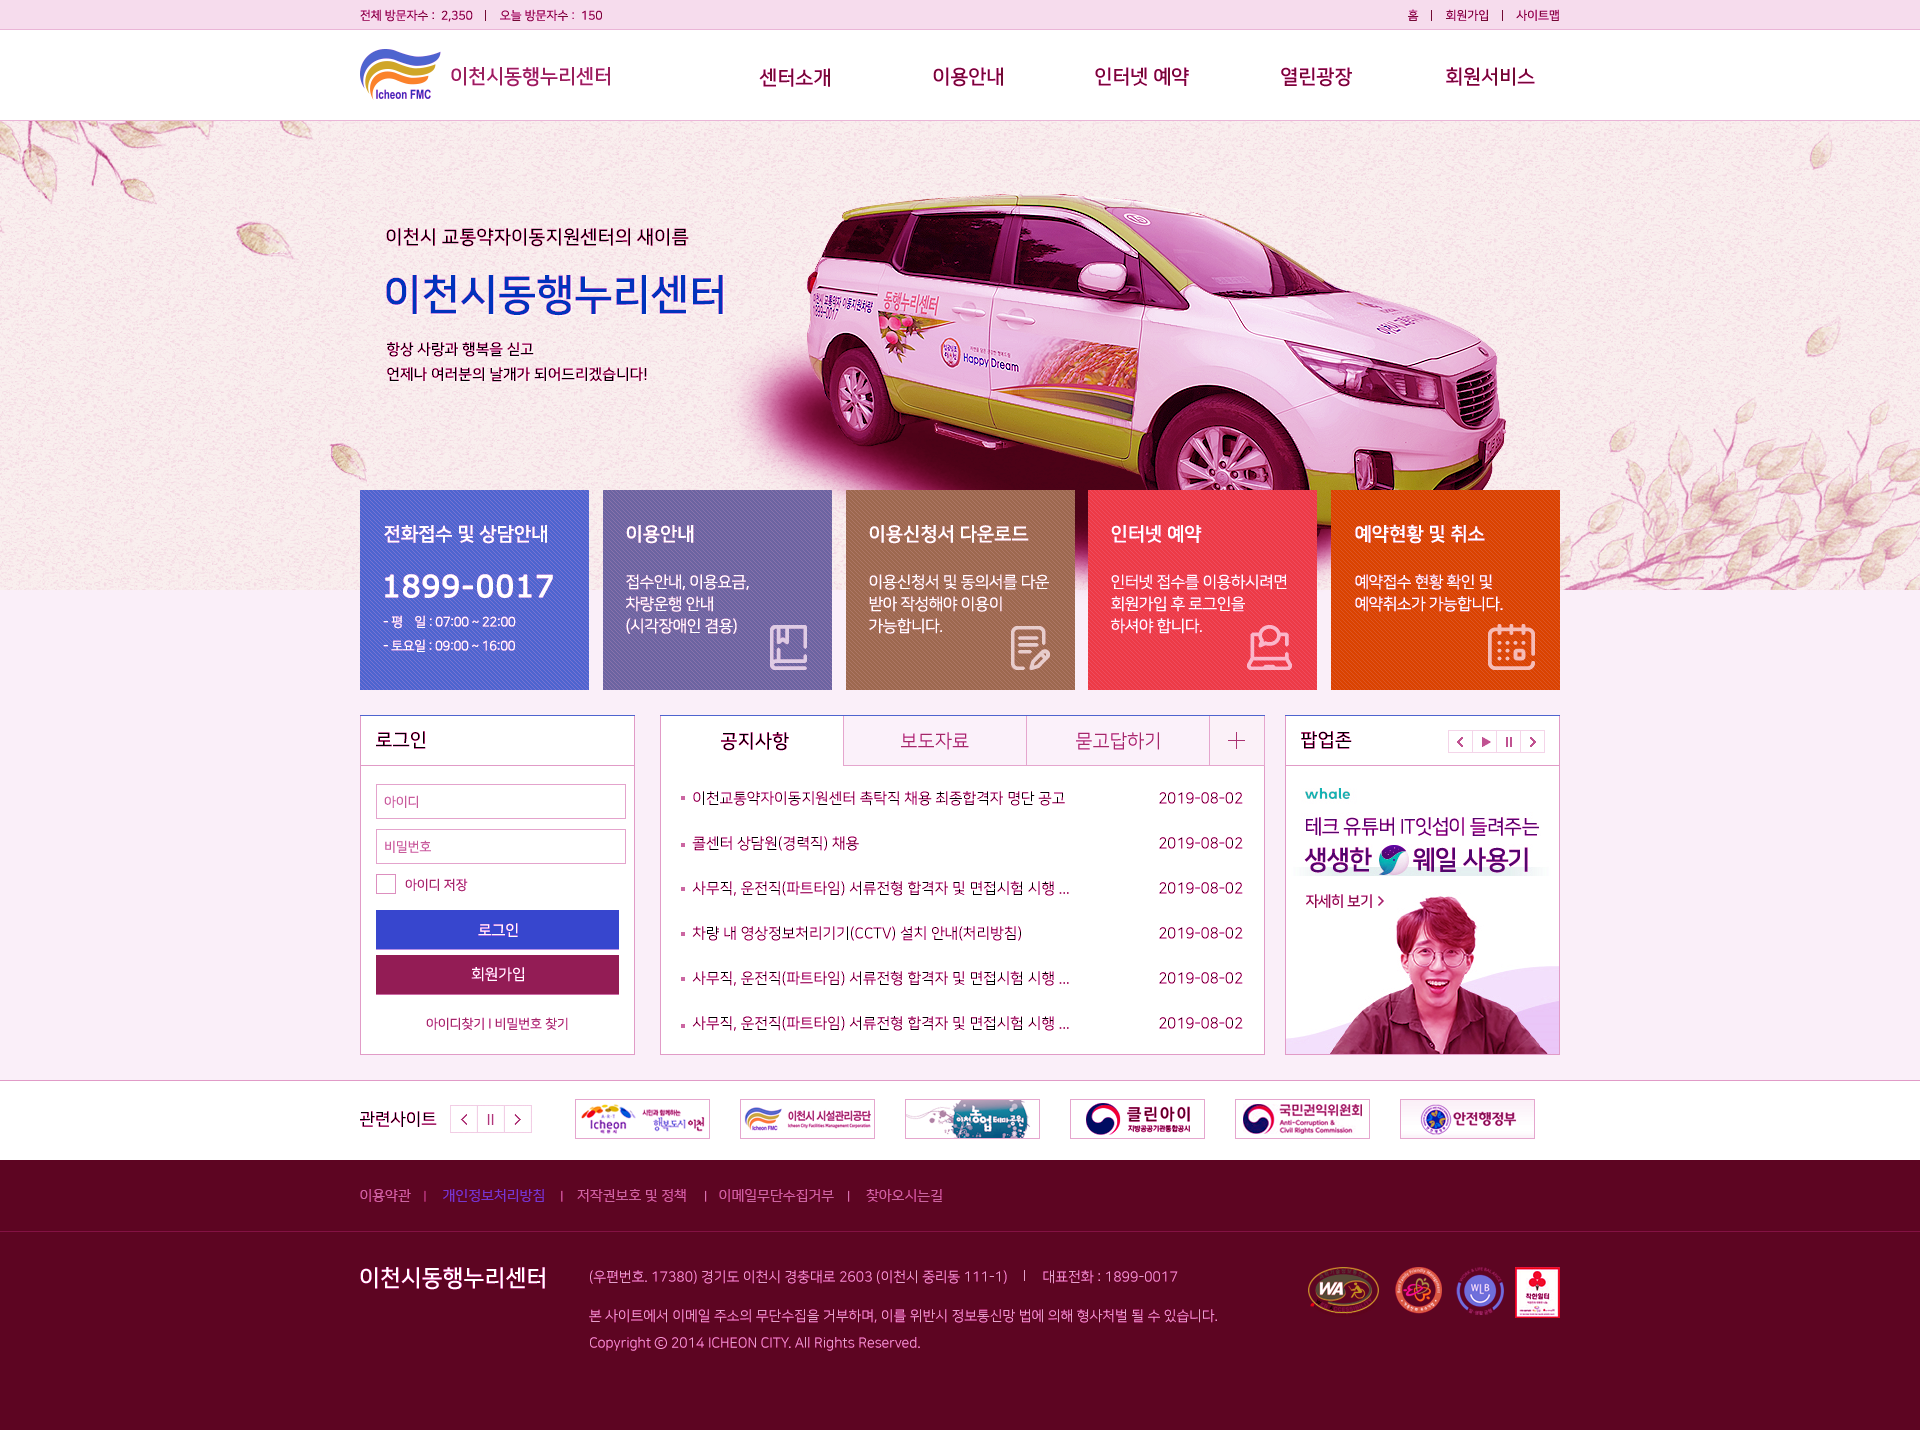 전체 방문자수 : 2,350 | 오늘 방문자수 : 150
홈 | 회원가입 | 사이트맵
Icheon FMC
이천시동행누리센터
센터소개
이용안내
인터넷 예약
열린광장
회원서비스
이천시 교통약자이동지원센터의 새이름
이천시동행누리센터
항상 사랑과 행복을 싣고
언제나 여러분의 날개가 되어드리겠습니다!
05
이천시 교통약자 이동지원차량
1899-0017
동행누리센터
Happy Dream
전화접수 및 상담안내
1899-0017
- 평 일 : 07:00 ~ 22:00
- 토요일 : 09:00 ~ 16:00
이용안내
접수안내, 이용요금,
차량운행 안내
(시각장애인 겸용)
이용신청서 다운로드
이용신청서 및 동의서를 다운
받아 작성해야 이용이
가능합니다.
인터넷 예약
인터넷 접수를 이용하시려면
회원가입 후 로그인을
하셔야 합니다.
예약현황 및 취소
예약접수 현황 확인 및
예약취소가 가능합니다.
로그인
아이디
비밀번호
아이디 저장
로그인
회원가입
아이디찾기 | 비밀번호 찾기
공지사항
보도자료
묻고답하기
이천교통약자이동지원센터 촉탁직 채용 최종합격자 명단 공고 2019-08-02
콜센터 상담원(경력직) 채용 2019-08-02
사무직, 운전직(파트타임) 서류전형 합격자 및 면접시험 시행 ... 2019-08-02
차량 내 영상정보처리기기(CCTV) 설치 안내(처리방침) 2019-08-02
사무직, 운전직(파트타임) 서류전형 합격자 및 면접시험 시행 ... 2019-08-02
사무직, 운전직(파트타임) 서류전형 합격자 및 면접시험 시행 ... 2019-08-02
팝업존
whale
테크 유튜버 IT잇섭이 들려주는
생생한 웨일 사용기
자세히 보기
관련사이트
Icheon
시민과 함께하는
행복도시 이천
Icheon FMC
이천시 시설관리공단
Icheon City Facilities Management Corporation
이천농업테마공원
클린아이
지방공공기관통합공시
국민권익위원회
Anti-Corruption &
Civil Rights Commission
안전행정부
이용약관 | 개인정보처리방침 | 저작권보호 및 정책 | 이메일무단수집거부 | 찾아오시는길
이천시동행누리센터
(우편번호. 17380) 경기도 이천시 경충대로 2603 (이천시 중리동 111-1) | 대표전화 : 1899-0017
본 사이트에서 이메일 주소의 무단수집을 거부하며, 이를 위반시 정보통신망 법에 의해 형사처벌 될 수 있습니다.
Copyright ⓒ 2014 ICHEON CITY. All Rights Reserved.
WA
WLB
착한일터